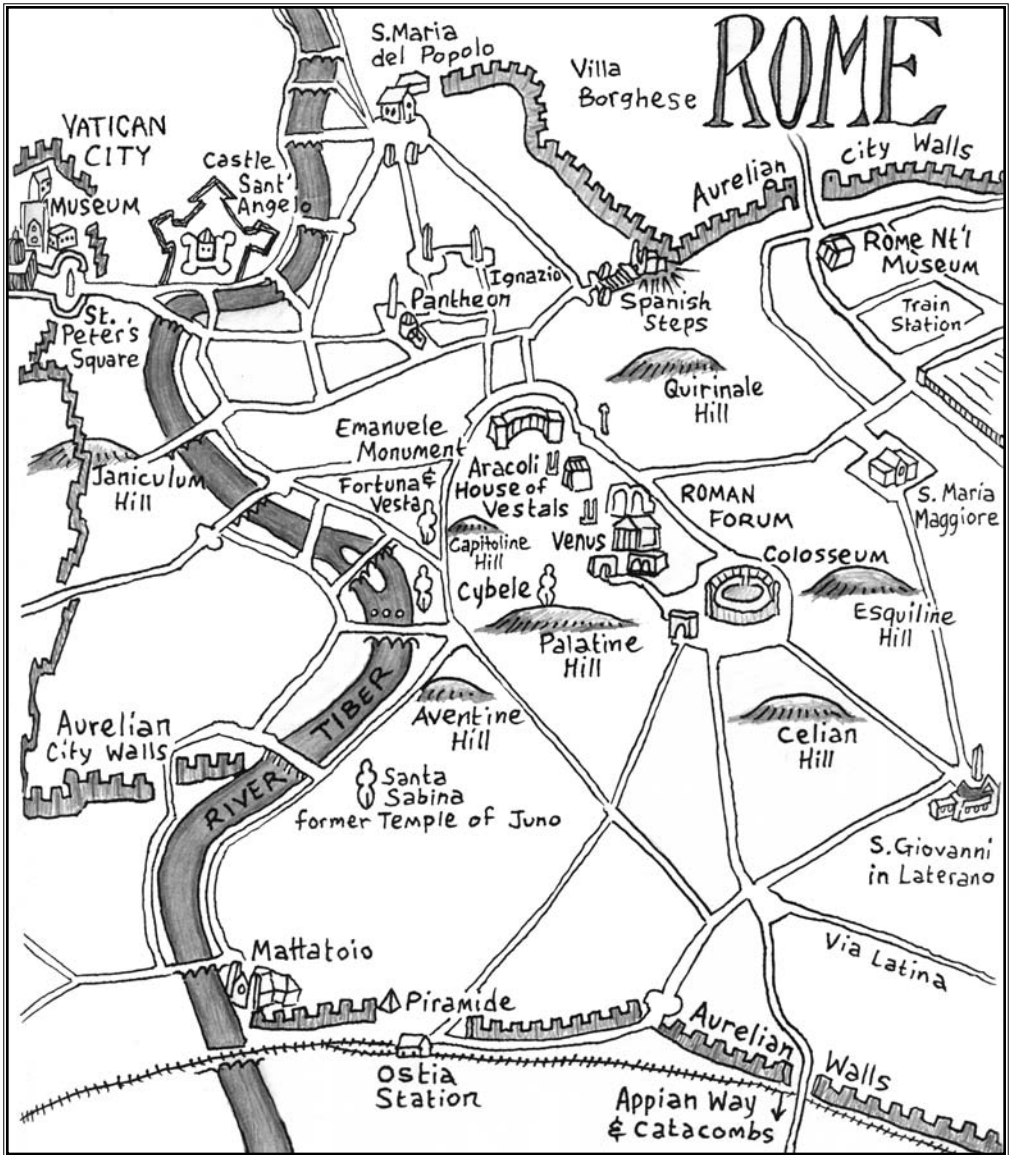 ROME
S. Maria
del Popolo
Villa
Borghese
VATICAN
CITY
MUSEUM
Castle
Sant'
Angelo
Aurelian
City Walls
Rome Nt'l
Museum
Train
Station
Ignazio
Pantheon
Spanish
Steps
St.
Peter's
Square
Quirinale
Hill
Janiculum
Hill
Emanuele
Monument
Fortuna &
Vesta
Aracoli
House of
Vestals
ROMAN
FORUM
S. Maria
Maggiore
Capitoline
Hill
Venus
COLOSSEUM
Cybele
Esquiline
Hill
Palatine
Hill
Aventine
Hill
Celian
Hill
RIVER TIBER
Aurelian
City Walls
Santa
Sabina
former Temple of Juno
S. Giovanni
in Laterano
Via Latina
Mattatoio
Piramide
Aurelian
Walls
Ostia
Station
Appian Way
& Catacombs